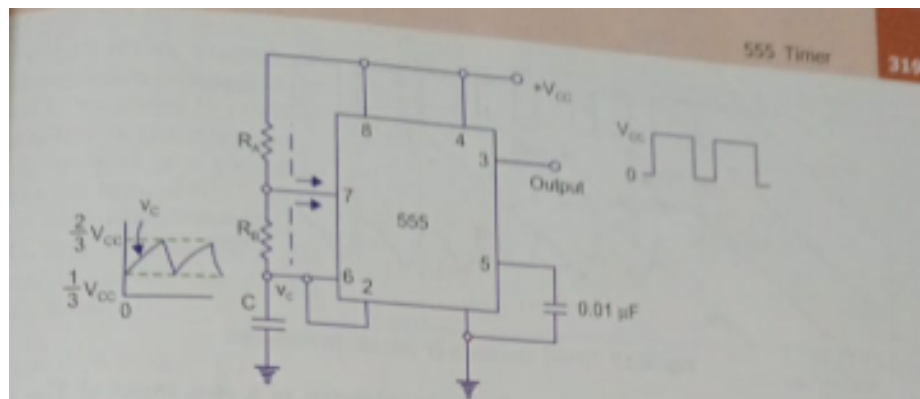 555 Timer
319
+VCC
VCC
0
RA
8
4
3
Output
7
555
vC
2/3 VCC
RB
5
1/3 VCC
0
6
2
vC
C
0.01 μF